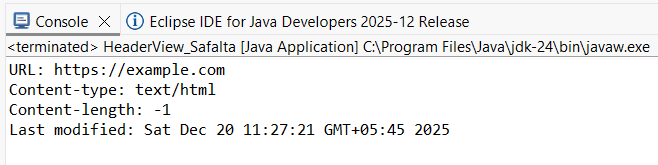 Console × Eclipse IDE for Java Developers 2025-12 Release
<terminated> HeaderView_Safalta [Java Application] C:\Program Files\Java\jdk-24\bin\javaw.exe
URL: https://example.com
Content-type: text/html
Content-length: -1
Last modified: Sat Dec 20 11:27:21 GMT+05:45 2025